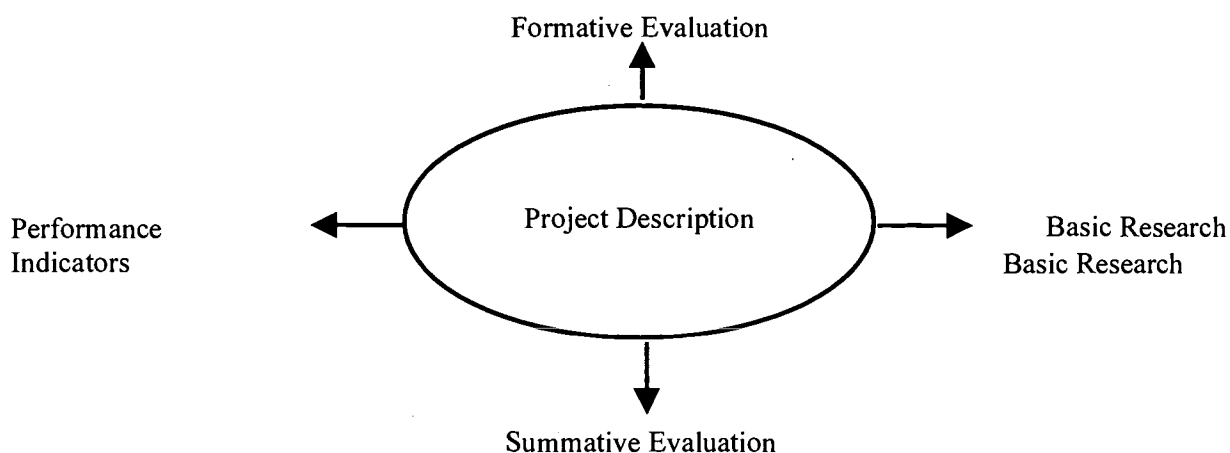 Formative Evaluation
Project Description
Performance
Indicators
Basic Research
Basic Research
Summative Evaluation